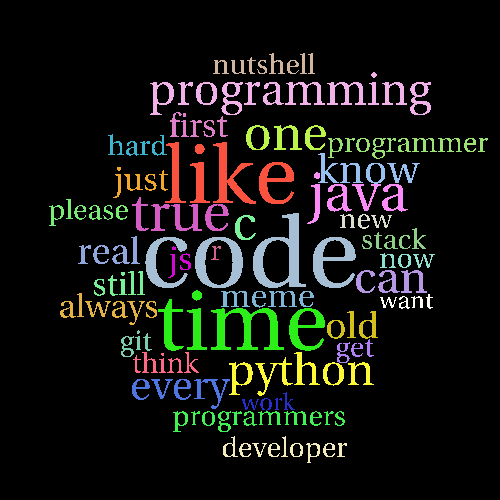 nutshell
programming
first
one
programmer
hard
like
know
just
java
please
true
c
new
real
code
stack
js
r
now
still
can
meme
want
always
time
old
git
get
think
python
every
work
programmers
developer